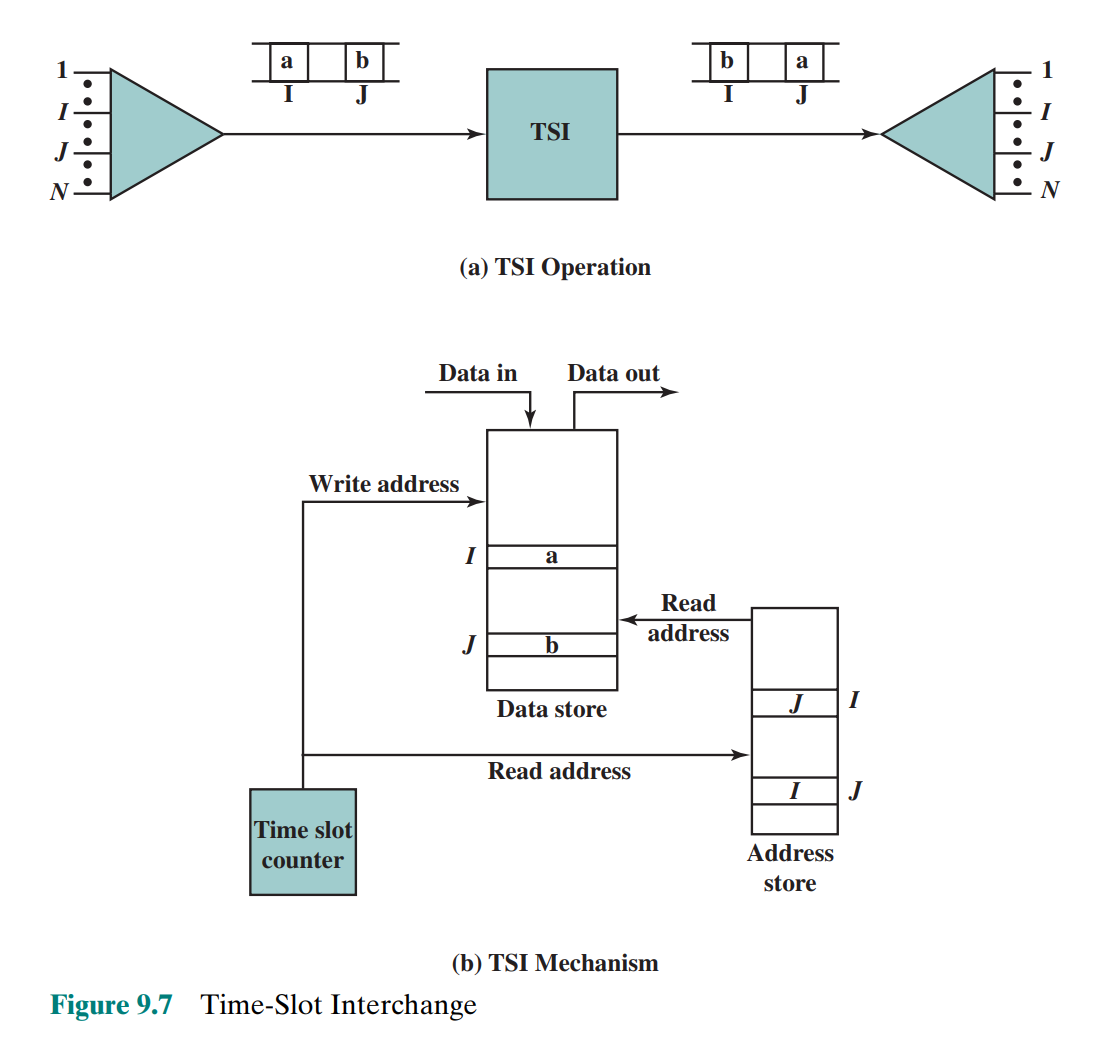 a b b a
1 I J TSI I J 1
I I
J J
N N
(a) TSI Operation
Data in Data out
Write address
I a
Read
address
J b
J I
Data store
Read address
I J
Time slot
counter
Address
store
(b) TSI Mechanism
Figure 9.7 Time-Slot Interchange